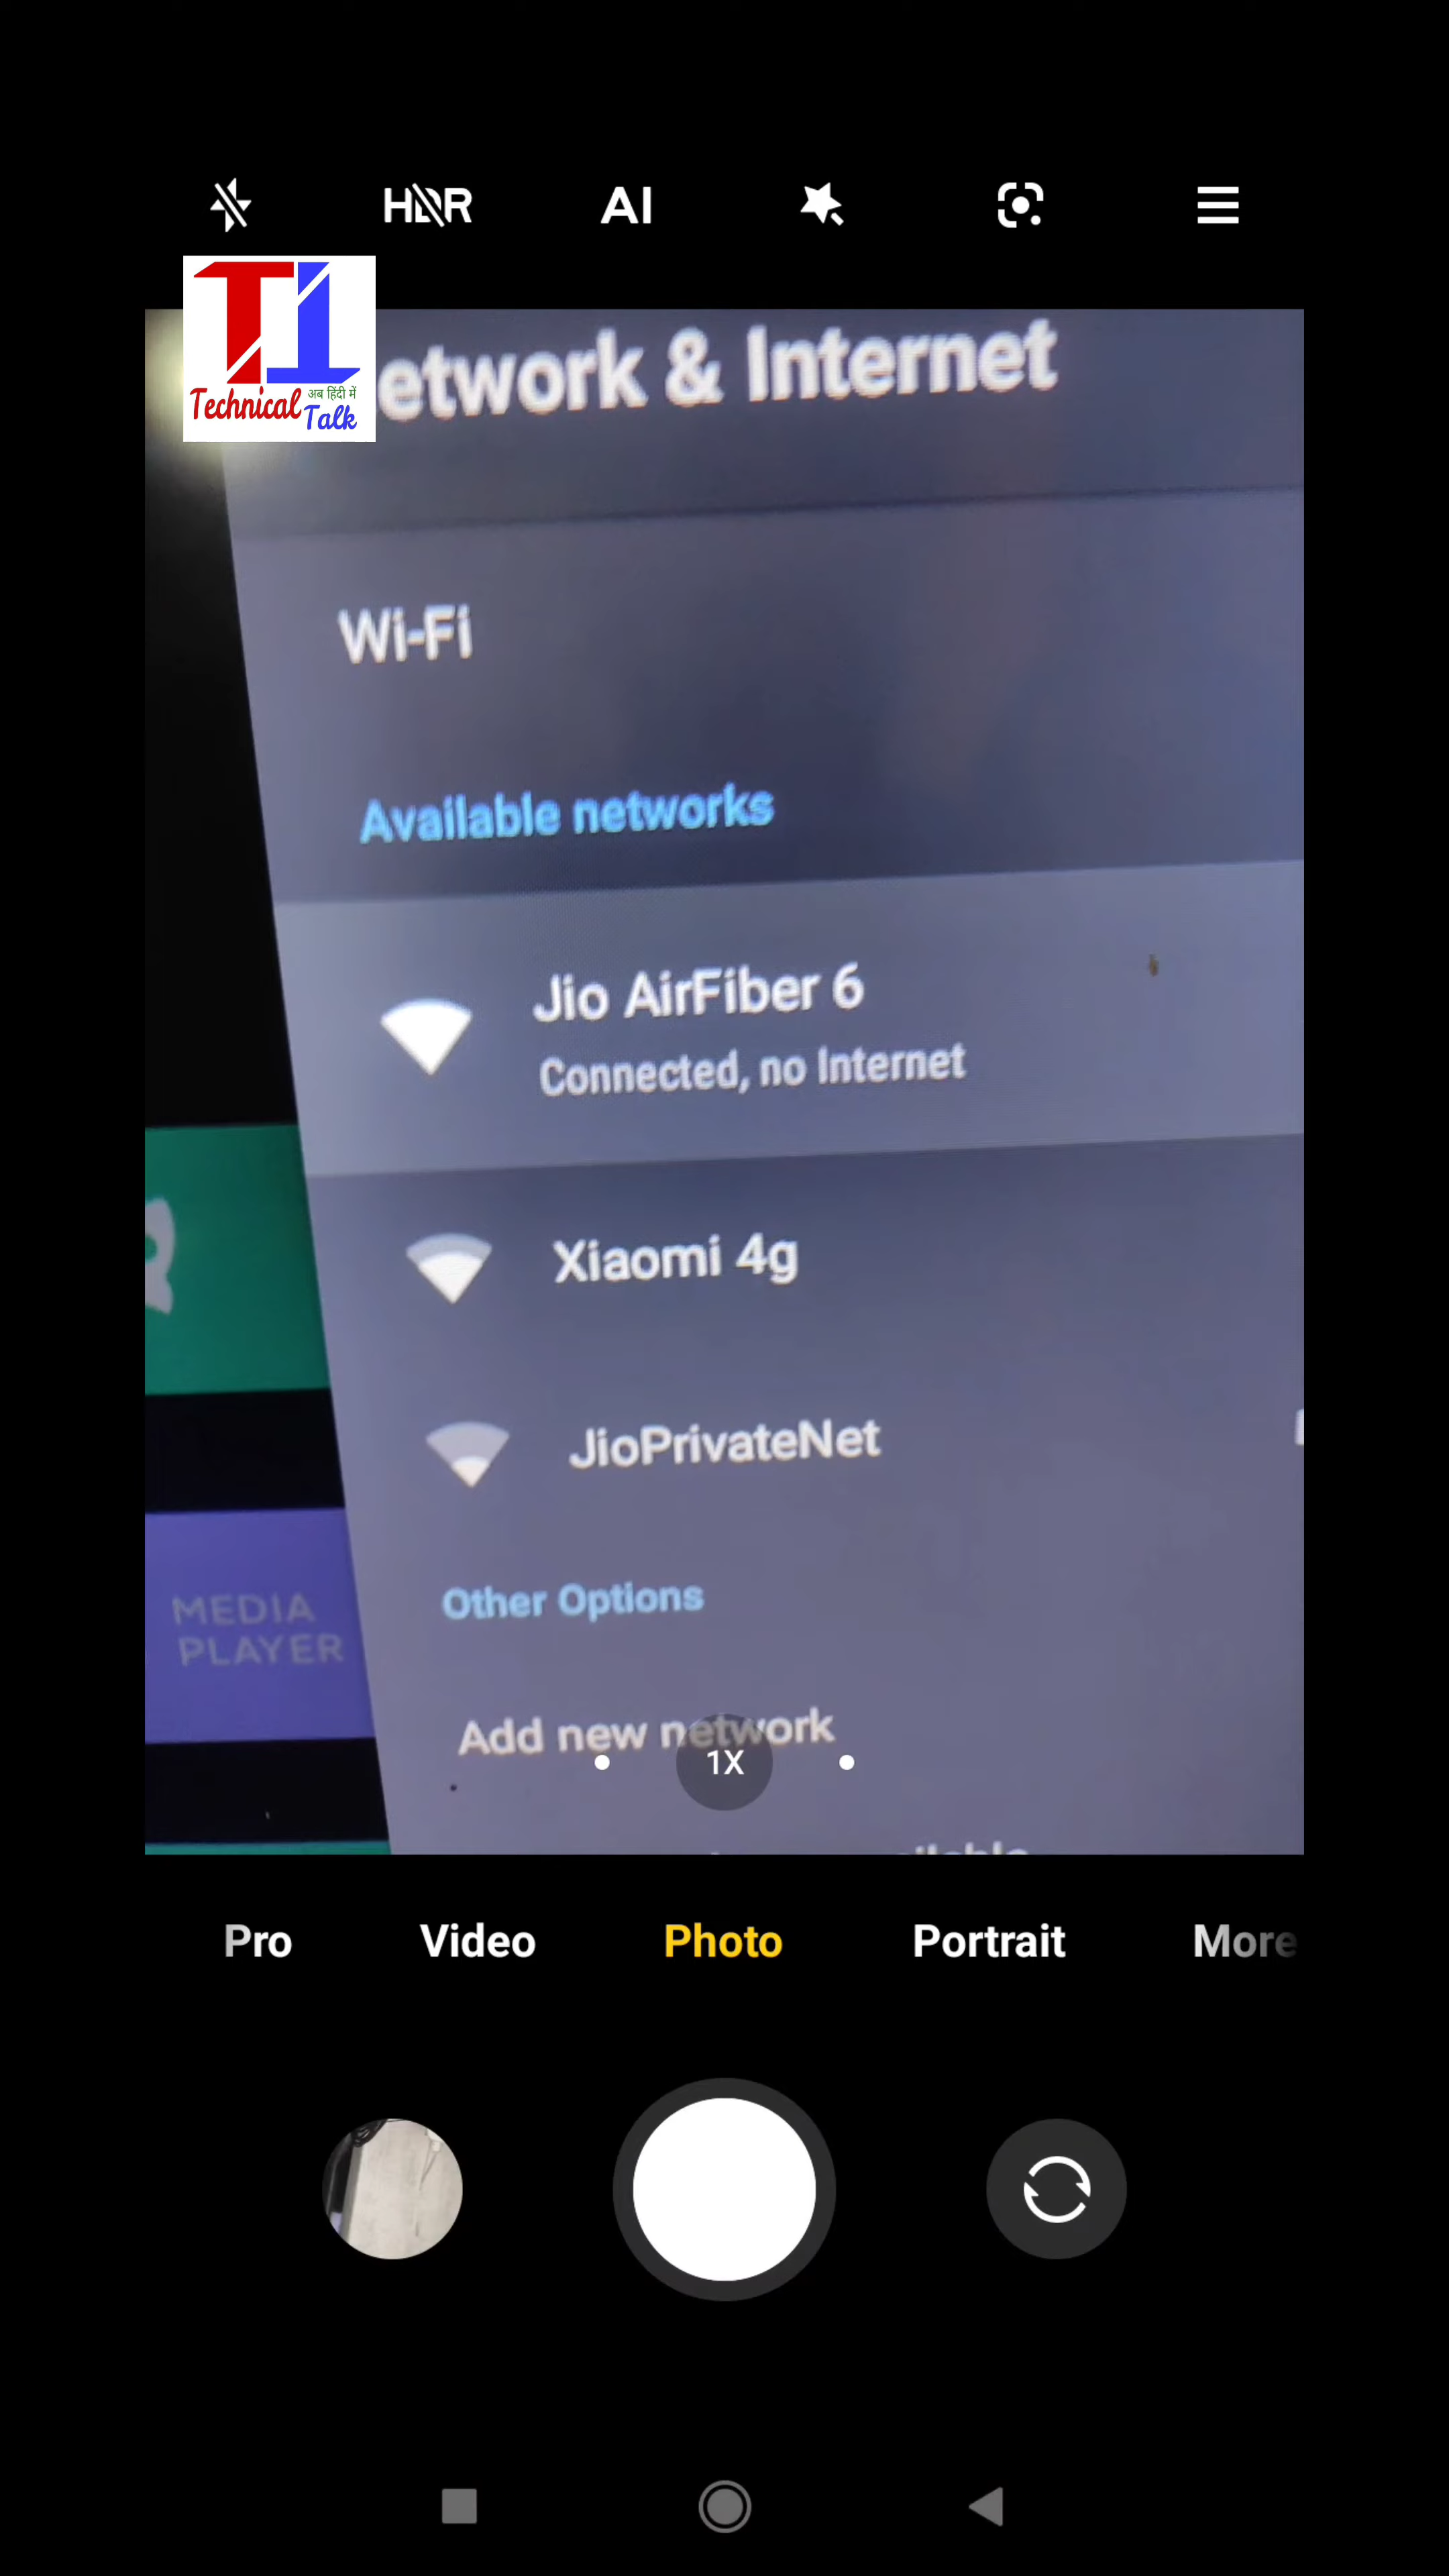 HDR
AI
T1
Technical
अब हिंदी में
Talk
etwork & Internet
Wi-Fi
Available networks
Jio AirFiber 6
Connected, no Internet
Xiaomi 4g
JioPrivateNet
Other Options
MEDIA
PLAYER
Add new network
1X
Pro
Video
Photo
Portrait
More